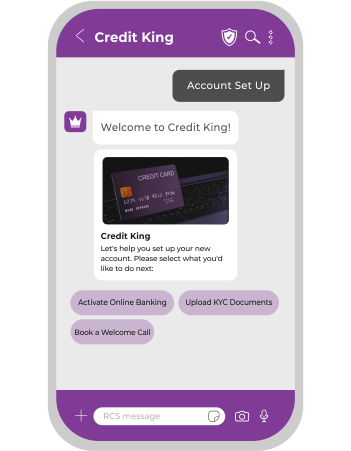 Credit King
Account Set Up
Welcome to Credit King!
CREDIT CARD
Credit King
Let's help you set up your new
account. Please select what you'd
like to do next:
Activate Online Banking
Upload KYC Documents
Book a Welcome Call
RCS message